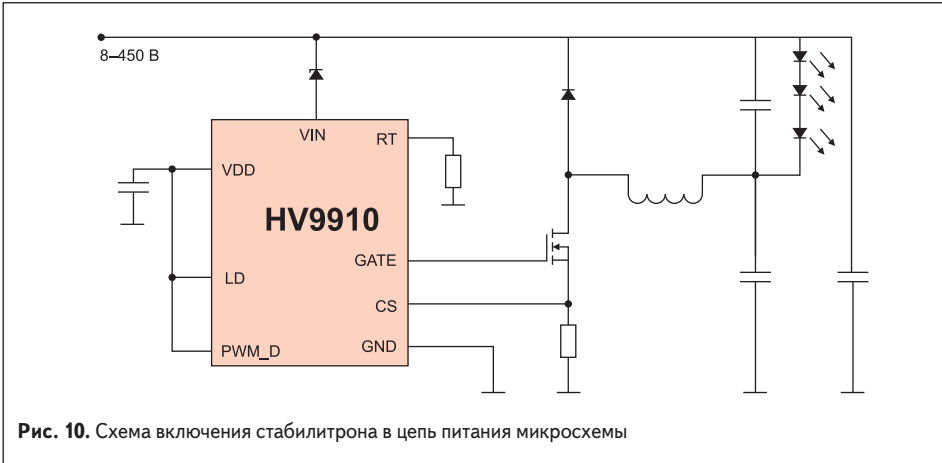 8–450 В
VIN
RT
VDD
HV9910
GATE
LD
CS
PWM_D
GND
Рис. 10. Схема включения стабилитрона в цепь питания микросхемы